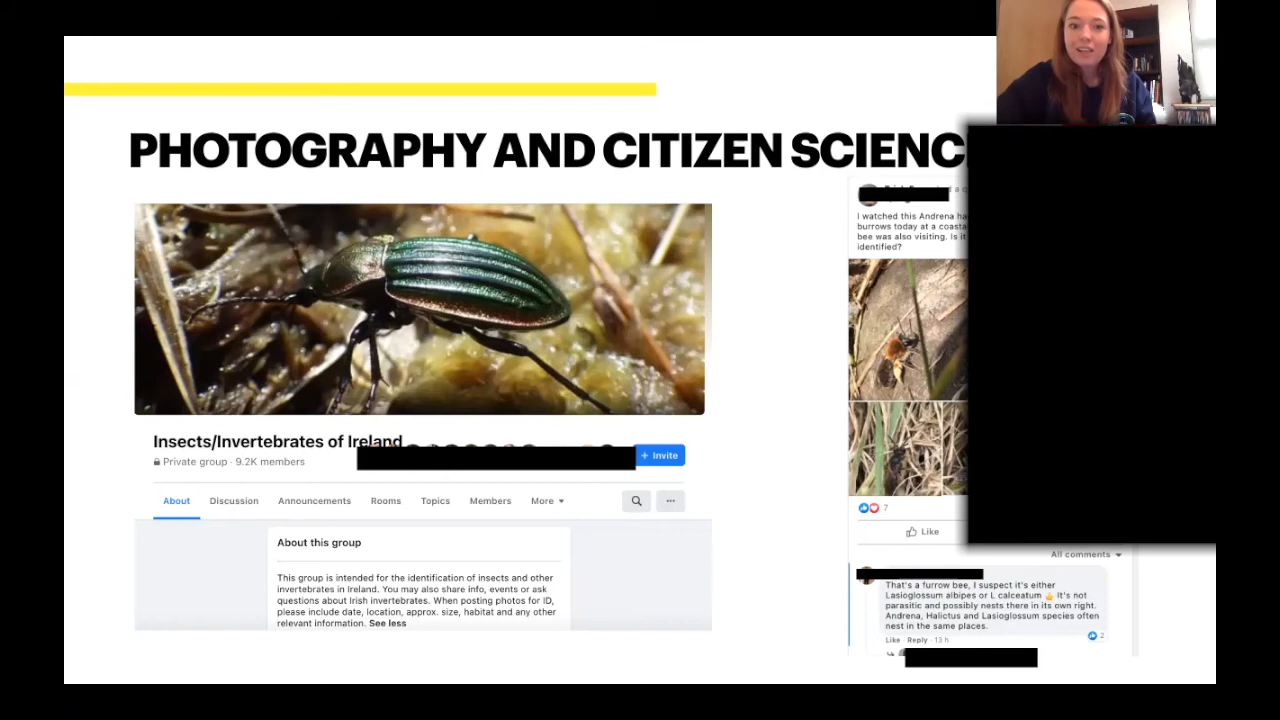 PHOTOGRAPHY AND CITIZEN SCIENC
Insects/Invertebrates of Ireland
Private group · 9.2K members
+ Invite
About Discussion Announcements Rooms Topics Members More
About this group
This group is intended for the identification of insects and other
invertebrates in Ireland. You may also share info, events or ask
questions about Irish invertebrates. When posting photos for ID,
please include date, location, approx. size, habitat and any other
relevant information. See less
I watched this Andrena
burrows today at a coasta
bee was also visiting. Is it
identified?
7
Like
All comments
That's a furrow bee, I suspect it's either
Lasioglossum albipes or L calceatum 👍 It's not
parasitic and possibly nests there in its own right.
Andrena, Halictus and Lasioglossum species often
nest in the same places.
2
Like · Reply · 13 h